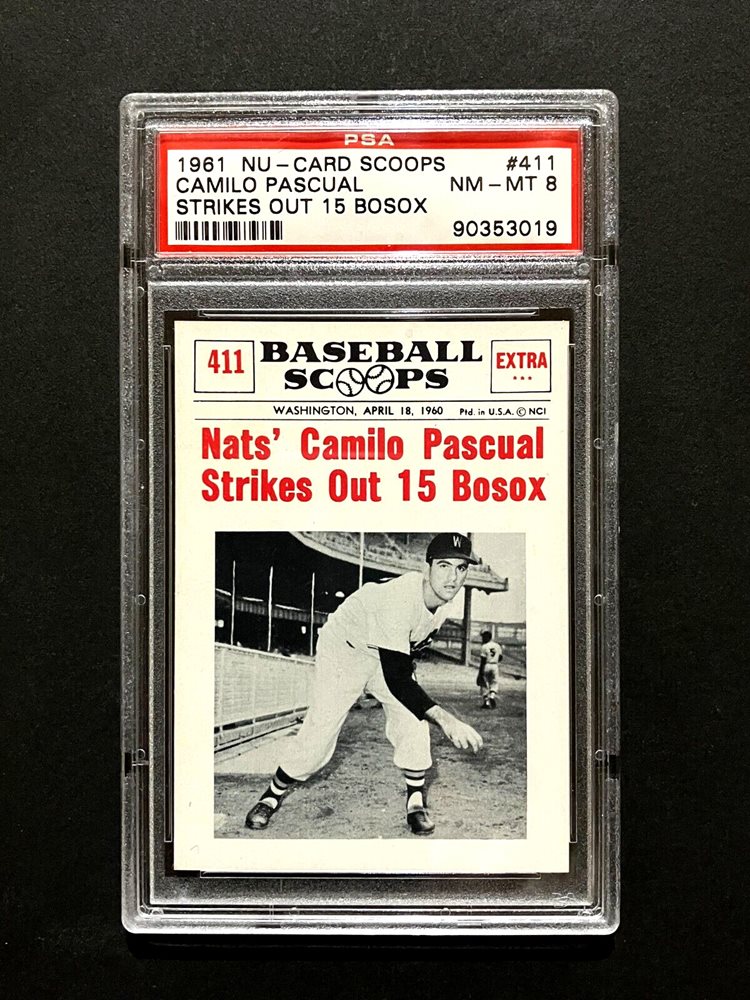 PSA
1961 NU-CARD SCOOPS #411
CAMILO PASCUAL NM-MT 8
STRIKES OUT 15 BOSOX
90353019
411 BASEBALL SCOOPS EXTRA
WASHINGTON, APRIL 18, 1960 Ptd. in U.S.A. © NCI
Nats' Camilo Pascual
Strikes Out 15 Bosox
W
5